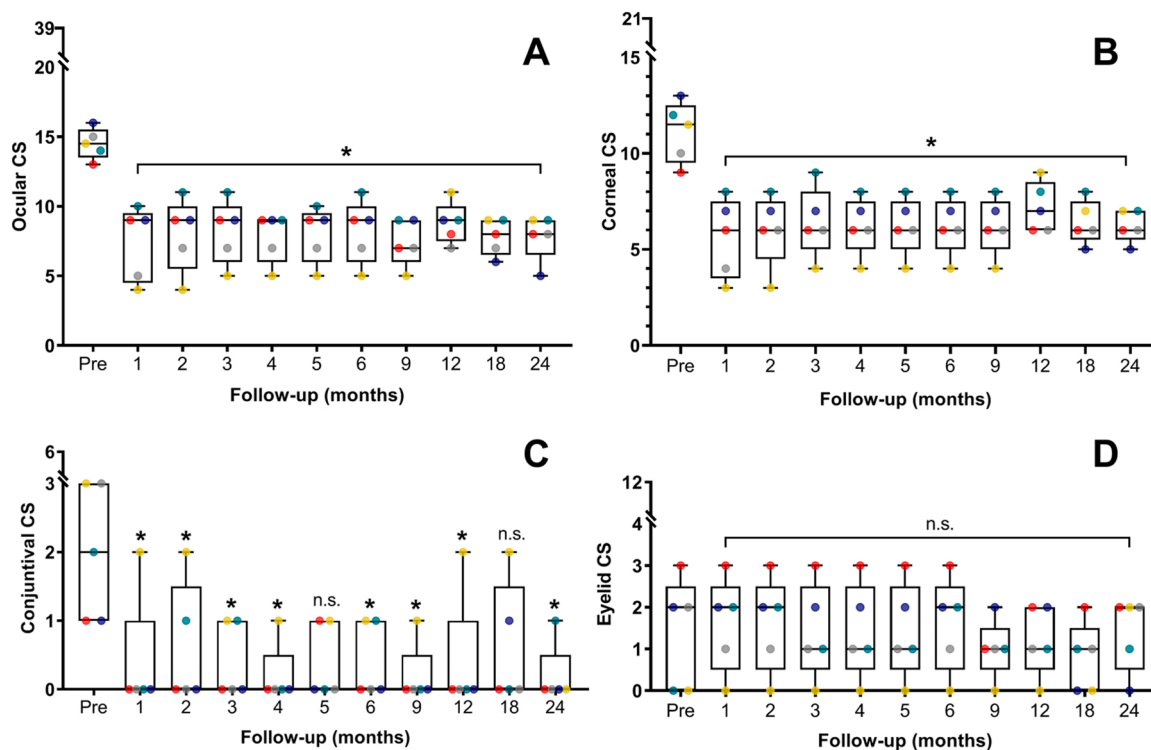 A
Ocular CS
39
20
15
10
5
0
*
Pre 1 2 3 4 5 6 9 12 18 24
Follow-up (months)
B
Corneal CS
21
15
10
5
0
*
Pre 1 2 3 4 5 6 9 12 18 24
Follow-up (months)
C
Conjuntival CS
6
3
2
1
0
* * * * n.s. * * * n.s. *
Pre 1 2 3 4 5 6 9 12 18 24
Follow-up (months)
D
Eyelid CS
12
4
3
2
1
0
n.s.
Pre 1 2 3 4 5 6 9 12 18 24
Follow-up (months)